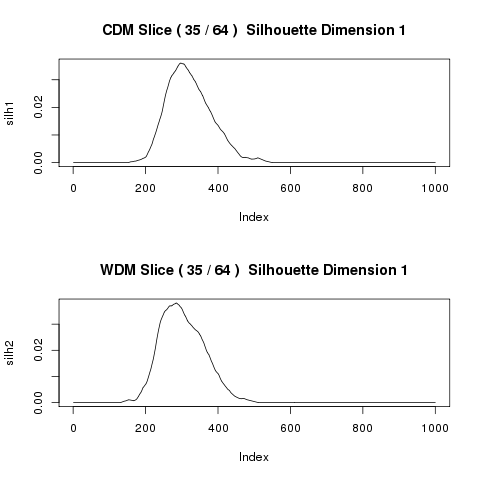 CDM Slice ( 35 / 64 )  Silhouette Dimension 1
silh1
0.02
0.00
0 200 400 600 800 1000
Index
WDM Slice ( 35 / 64 )  Silhouette Dimension 1
silh2
0.02
0.00
0 200 400 600 800 1000
Index